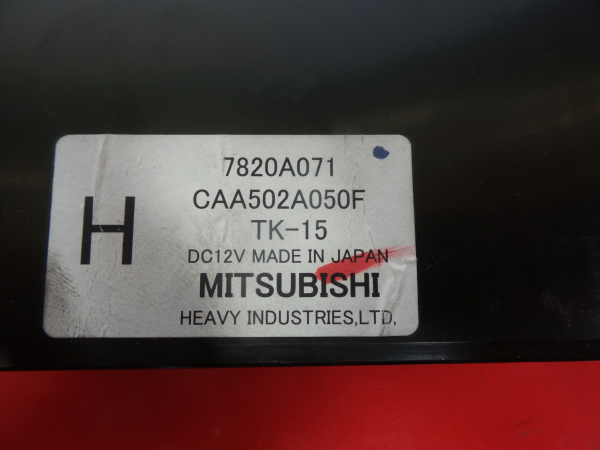 7820A071
CAA502A050F
H
TK-15
DC12V MADE IN JAPAN
MITSUBISHI
HEAVY INDUSTRIES,LTD,